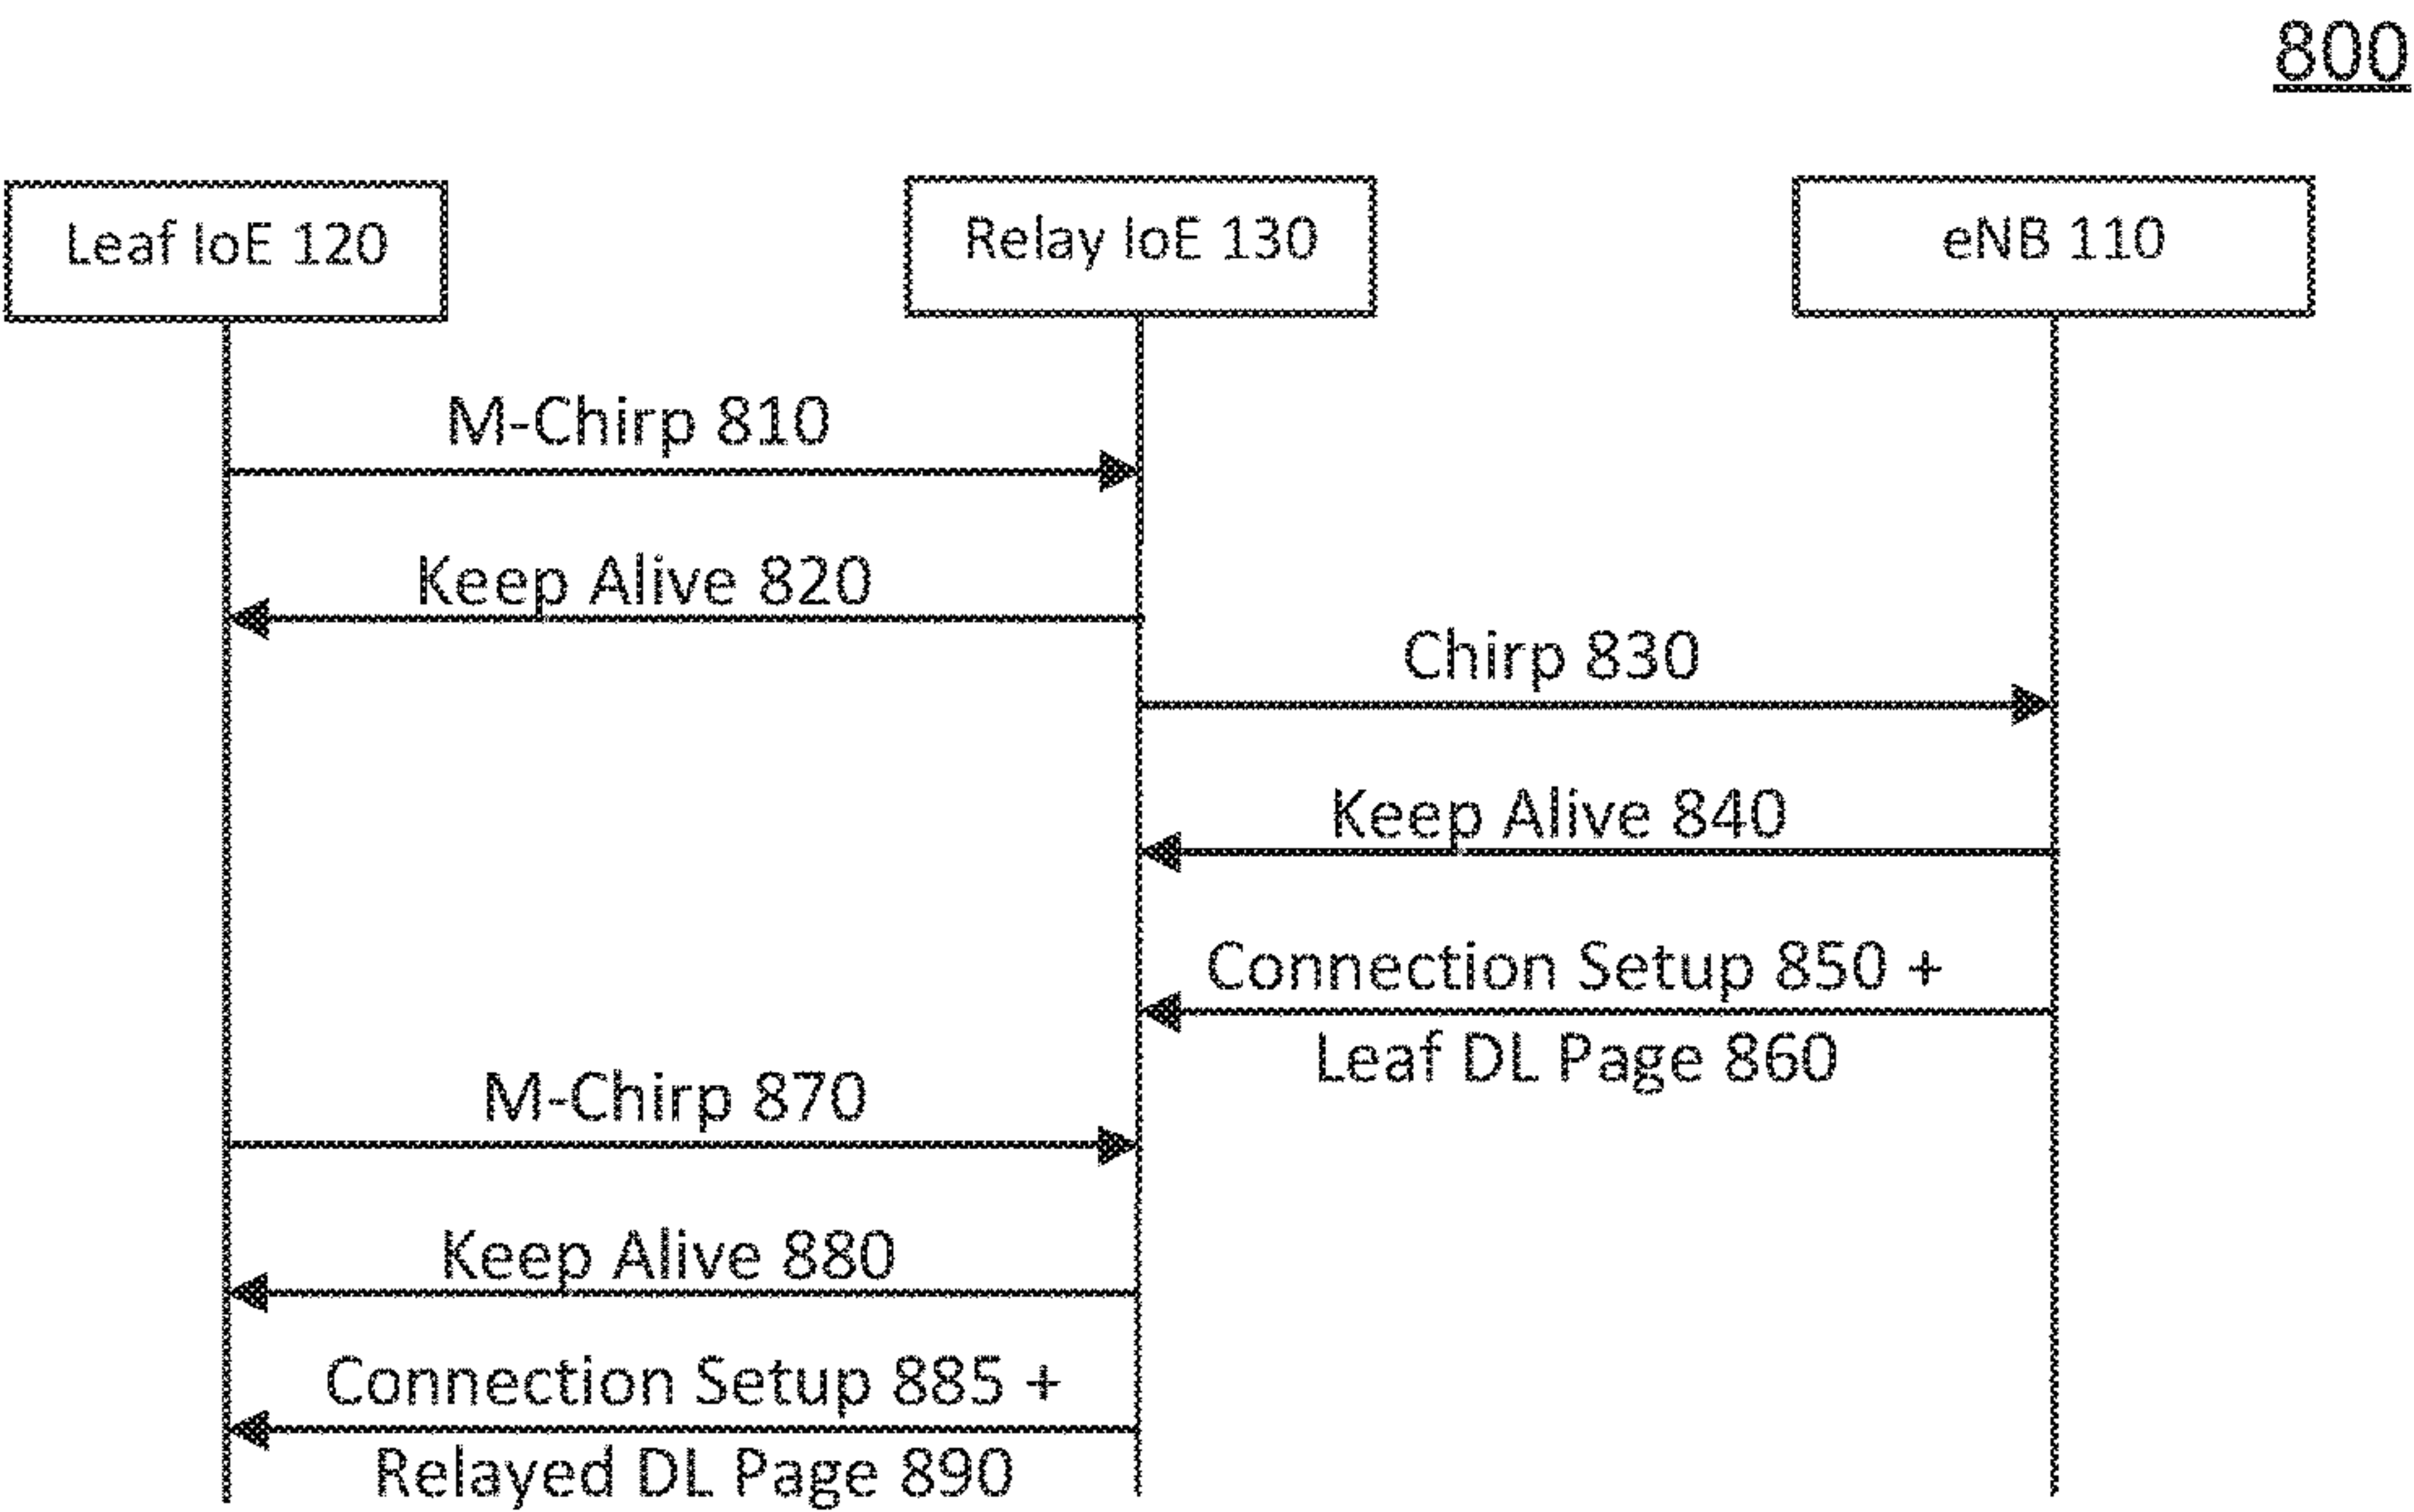 800
Leaf IoE 120
Relay IoE 130
eNB 110
M-Chirp 810
Keep Alive 820
Chirp 830
Keep Alive 840
Connection Setup 850 +
Leaf DL Page 860
M-Chirp 870
Keep Alive 880
Connection Setup 885 +
Relayed DL Page 890